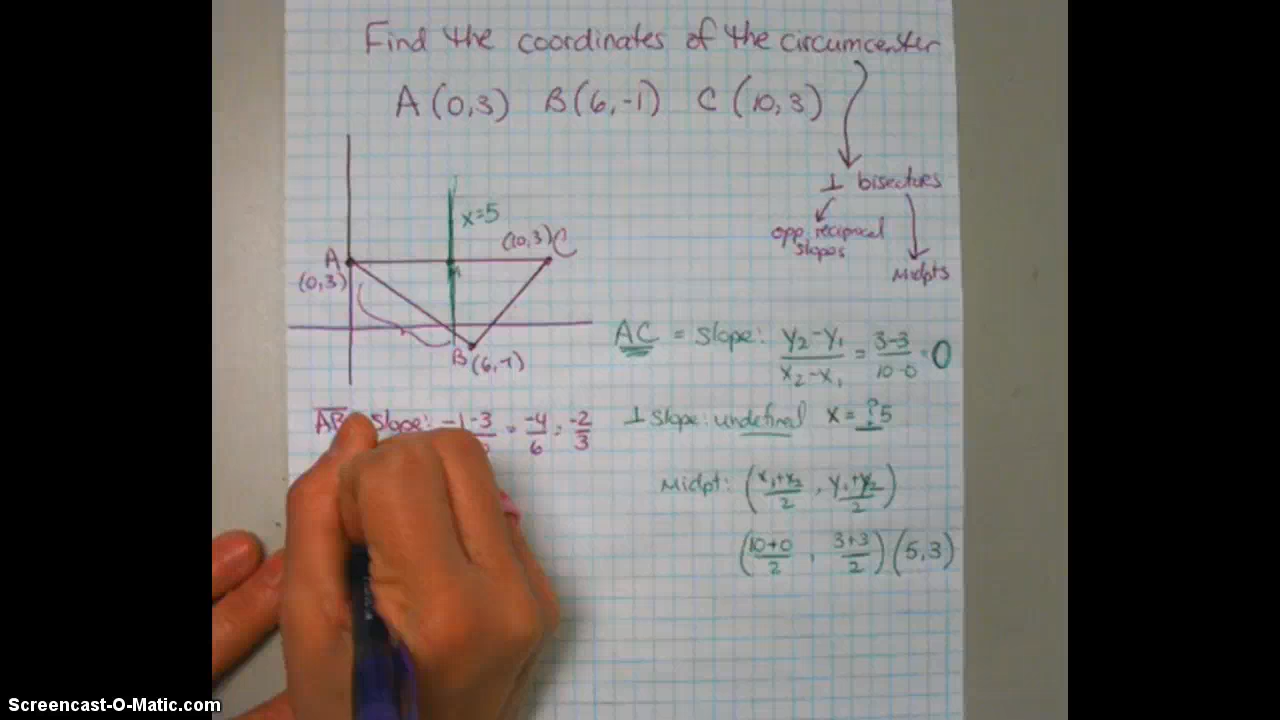 Find the coordinates of the circumcenter
A (0,3) B(6,-1) C (10,3)
⊥ bisectors
opp. reciprocal
slopes
Midpts
x=5
(10,3) C
A
(0,3)
B (6,-1)
AC = slope: y₂-y₁/x₂-x₁ = 3-3/10-0 = 0
⊥ slope: undefined x = ? 5
Midpt: (x₁+x₂/2, y₁+y₂/2)
(10+0/2, 3+3/2) (5,3)
AB slope: -1-3 = -4/6 = -2/3
Screencast-O-Matic.com